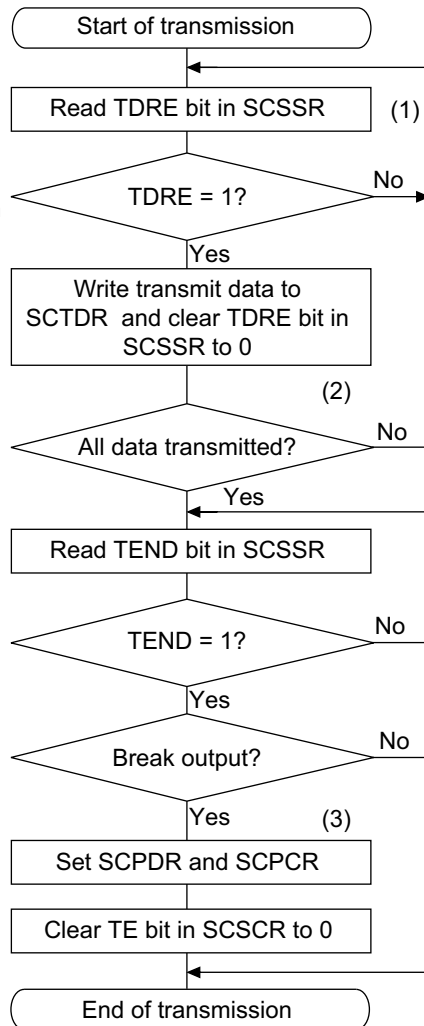 Start of transmission
Read TDRE bit in SCSSR
(1)
TDRE = 1?
No
Yes
Write transmit data to
SCTDR and clear TDRE bit in
SCSSR to 0
(2)
All data transmitted?
No
Yes
Read TEND bit in SCSSR
TEND = 1?
No
Yes
Break output?
No
Yes
(3)
Set SCPDR and SCPCR
Clear TE bit in SCSCR to 0
End of transmission